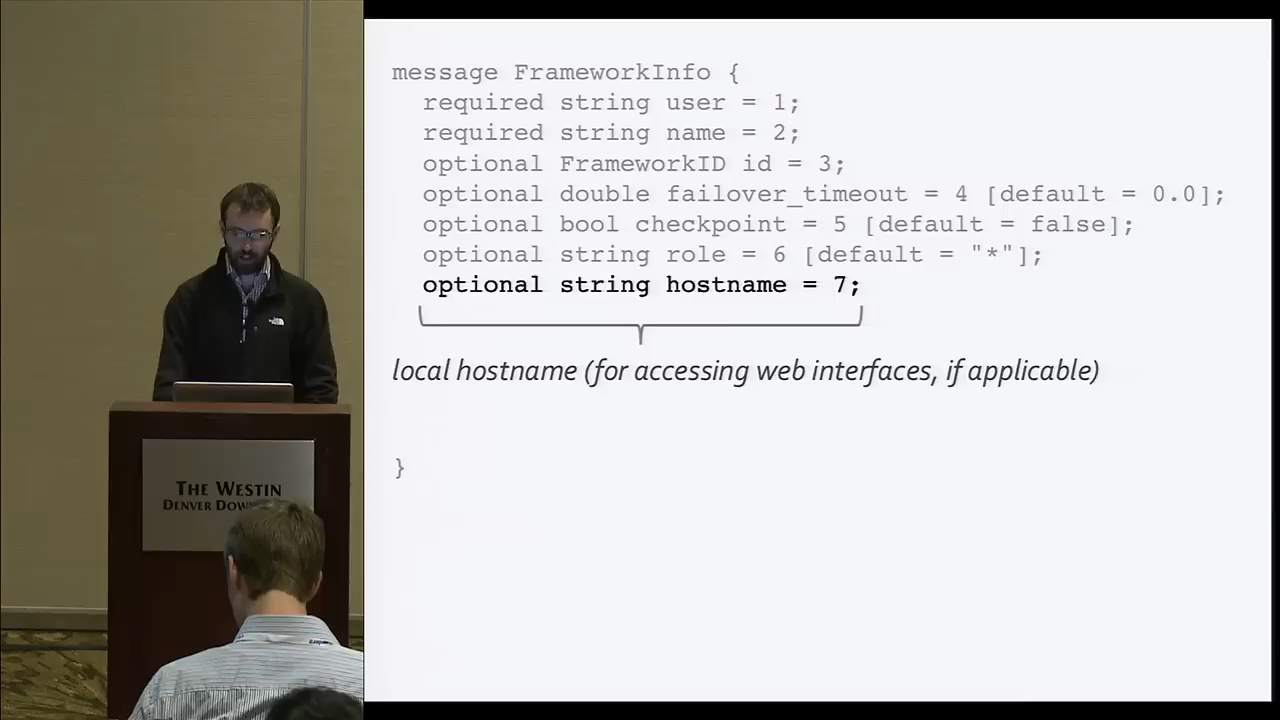 message FrameworkInfo {
required string user = 1;
required string name = 2;
optional FrameworkID id = 3;
optional double failover_timeout = 4 [default = 0.0];
optional bool checkpoint = 5 [default = false];
optional string role = 6 [default = "*"];
optional string hostname = 7;
local hostname (for accessing web interfaces, if applicable)
}
THE WESTIN
DENVER